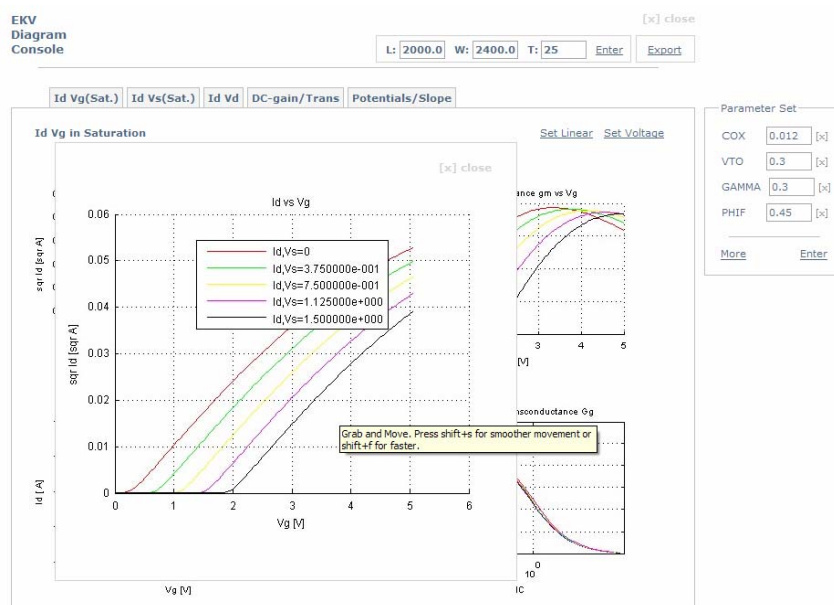 EKV
Diagram
Console
[x] close
L: 2000.0 W: 2400.0 T: 25 Enter
Export
Id Vg(Sat.) Id Vs(Sat.) Id Vd DC-gain/Trans Potentials/Slope
Id Vg in Saturation
Set Linear Set Voltage
[x] close
Id vs Vg
0.06
0.05
0.04
0.03
0.02
0.01
0
0 1 2 3 4 5 6
sqr Id [sqr A]
Vg [V]
Id,Vs=0
Id,Vs=3.750000e-001
Id,Vs=7.500000e-001
Id,Vs=1.125000e+000
Id,Vs=1.500000e+000
Grab and Move. Press shift+s for smoother movement or
shift+f for faster.
sqr Id [sqr A]
Id [A]
Vg [V]
ance gm vs Vg
3 4 5
[V]
nsconductance Gg
10 0
IC
Parameter Set
COX 0.012 [x]
VTO 0.3 [x]
GAMMA 0.3 [x]
PHIF 0.45 [x]
More Enter